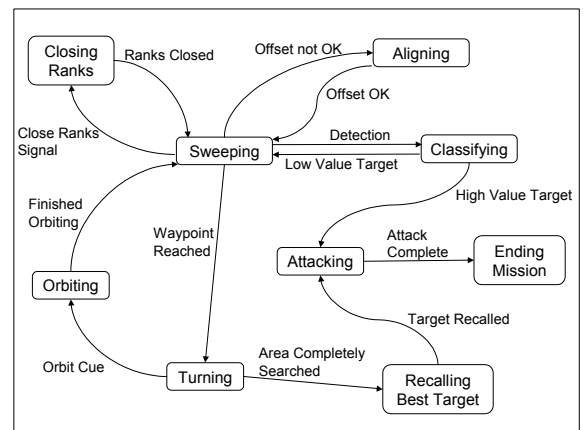 Closing
Ranks
Ranks Closed
Offset not OK
Aligning
Offset OK
Close Ranks
Signal
Sweeping
Detection
Low Value Target
Classifying
High Value Target
Finished
Orbiting
Waypoint
Reached
Attacking
Attack
Complete
Ending
Mission
Orbiting
Target Recalled
Orbit Cue
Turning
Area Completely
Searched
Recalling
Best Target